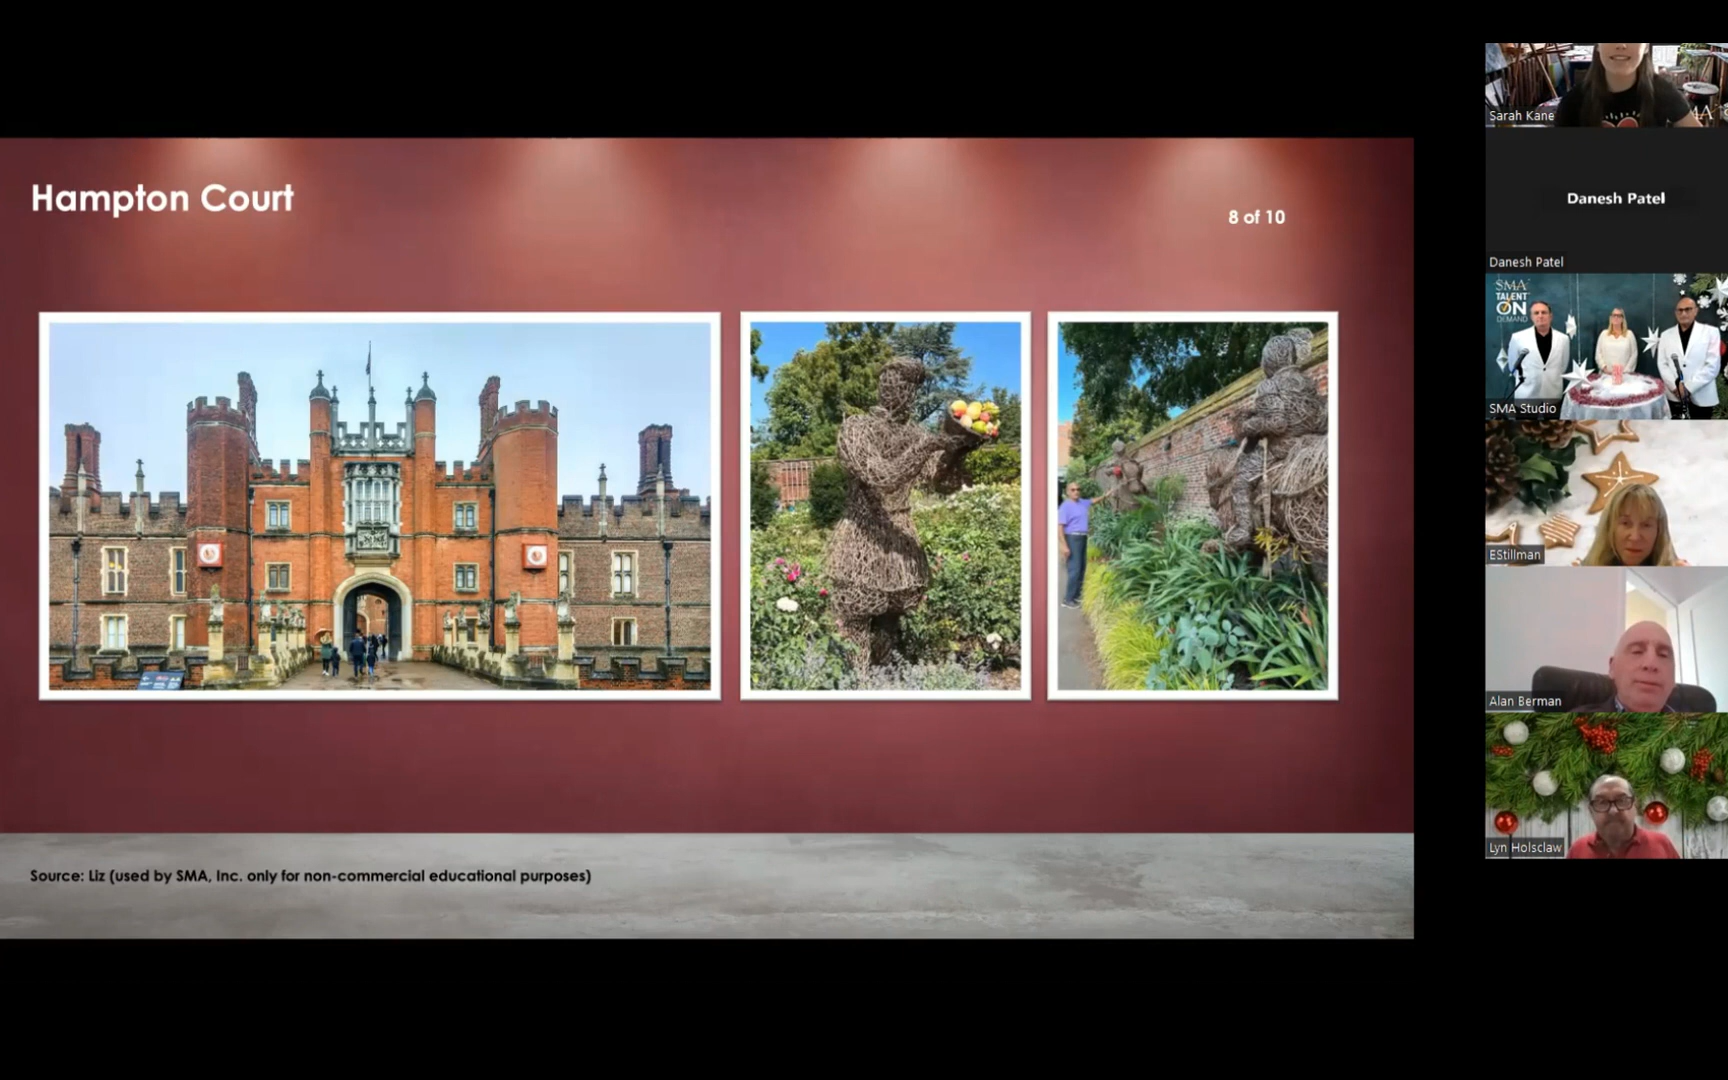 Hampton Court
8 of 10
Source: Liz (used by SMA, Inc. only for non-commercial educational purposes)
Sarah Kane
Danesh Patel
Danesh Patel
SMA
TALENT
ON
DEMAND
SMA Studio
EStillman
Alan Berman
Lyn Holsclaw